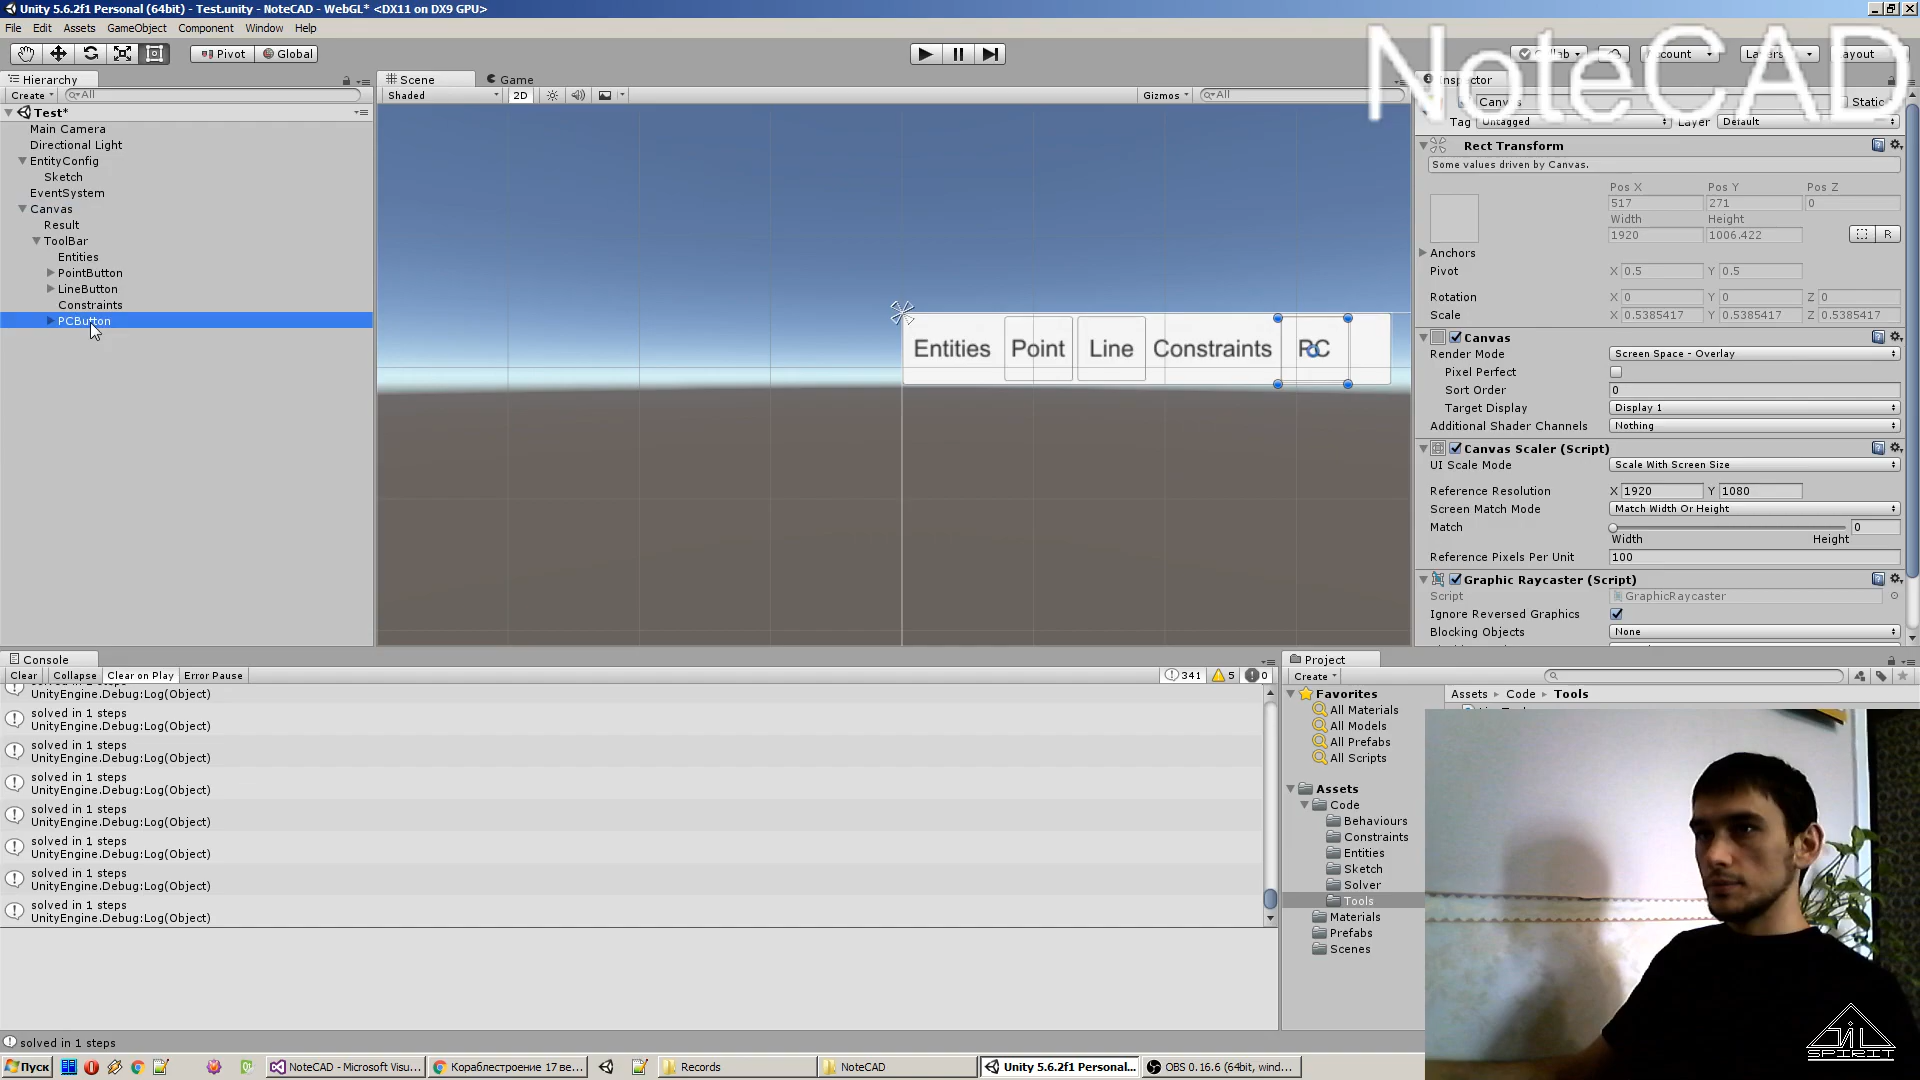 Unity 5.6.2f1 Personal (64bit) - Test.unity - NoteCAD - WebGL* <DX11 on DX9 GPU>
File Edit Assets GameObject Component Window Help
Pivot Global
Account Layers Layout
NoteCAD
Hierarchy
Create All
Test*
Main Camera
Directional Light
EntityConfig
Sketch
EventSystem
Canvas
Result
ToolBar
Entities
PointButton
LineButton
Constraints
PCButton
Scene Game
Shaded 2D Gizmos All
Entities Point Line Constraints PC
Inspector
Canvas Static
Tag Untagged Layer Default
Rect Transform
Some values driven by Canvas.
Pos X Pos Y Pos Z
517 271 0
Width Height
1920 1006.422
R
Anchors
Pivot X 0.5 Y 0.5
Rotation X 0 Y 0 Z 0
Scale X 0.5385417 Y 0.5385417 Z 0.5385417
Canvas
Render Mode Screen Space - Overlay
Pixel Perfect
Sort Order 0
Target Display Display 1
Additional Shader Channels Nothing
Canvas Scaler (Script)
UI Scale Mode Scale With Screen Size
Reference Resolution X 1920 Y 1080
Screen Match Mode Match Width Or Height
Match 0
Width Height
Reference Pixels Per Unit 100
Graphic Raycaster (Script)
Script GraphicRaycaster
Ignore Reversed Graphics
Blocking Objects None
Console
Clear Collapse Clear on Play Error Pause 341 5 0
UnityEngine.Debug:Log(Object)
solved in 1 steps
UnityEngine.Debug:Log(Object)
solved in 1 steps
UnityEngine.Debug:Log(Object)
solved in 1 steps
UnityEngine.Debug:Log(Object)
solved in 1 steps
UnityEngine.Debug:Log(Object)
solved in 1 steps
UnityEngine.Debug:Log(Object)
solved in 1 steps
UnityEngine.Debug:Log(Object)
solved in 1 steps
UnityEngine.Debug:Log(Object)
solved in 1 steps
Project
Create
Favorites
All Materials
All Models
All Prefabs
All Scripts
Assets
Code
Behaviours
Constraints
Entities
Sketch
Solver
Tools
Materials
Prefabs
Scenes
Assets Code Tools
SPIRIT
Пуск NoteCAD - Microsoft Visu... Кораблестроение 17 ве... Records NoteCAD Unity 5.6.2f1 Personal... OBS 0.16.6 (64bit, wind...